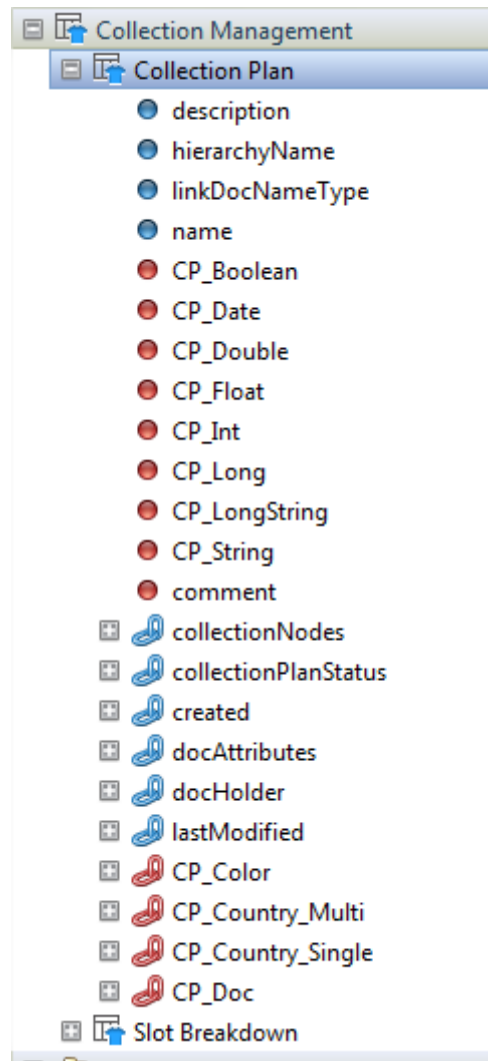 Collection Management
Collection Plan
description
hierarchyName
linkDocNameType
name
CP_Boolean
CP_Date
CP_Double
CP_Float
CP_Int
CP_Long
CP_LongString
CP_String
comment
collectionNodes
collectionPlanStatus
created
docAttributes
docHolder
lastModified
CP_Color
CP_Country_Multi
CP_Country_Single
CP_Doc
Slot Breakdown